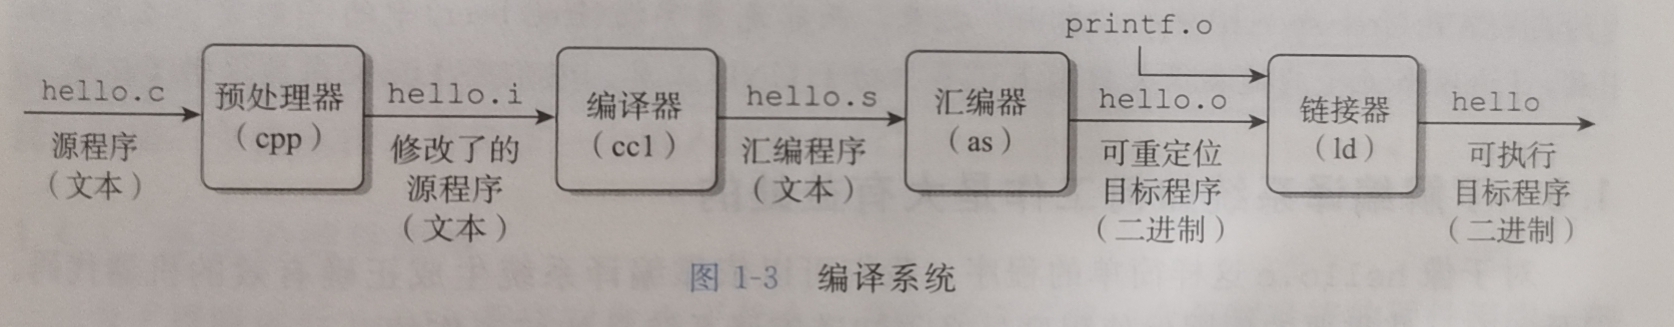 printf.o
hello.c
预处理器
(cpp)
hello.i
编译器
(cc1)
hello.s
汇编器
(as)
hello.o
链接器
(ld)
hello
源程序
(文本)
修改了的
源程序
(文本)
汇编程序
(文本)
可重定位
目标程序
(二进制)
可执行
目标程序
(二进制)
图 1-3 编译系统